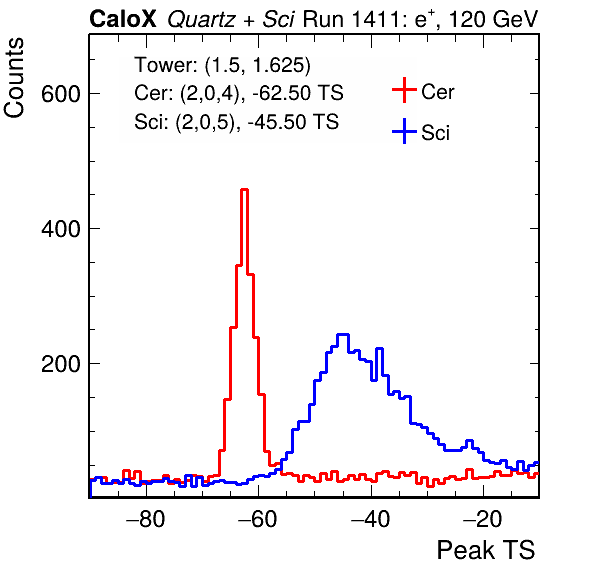 CaloX Quartz + Sci Run 1411: e⁺, 120 GeV
Counts
Tower: (1.5, 1.625)
Cer: (2,0,4), -62.50 TS
Sci: (2,0,5), -45.50 TS
Cer
Sci
600
400
200
−80
−60
−40
−20
Peak TS